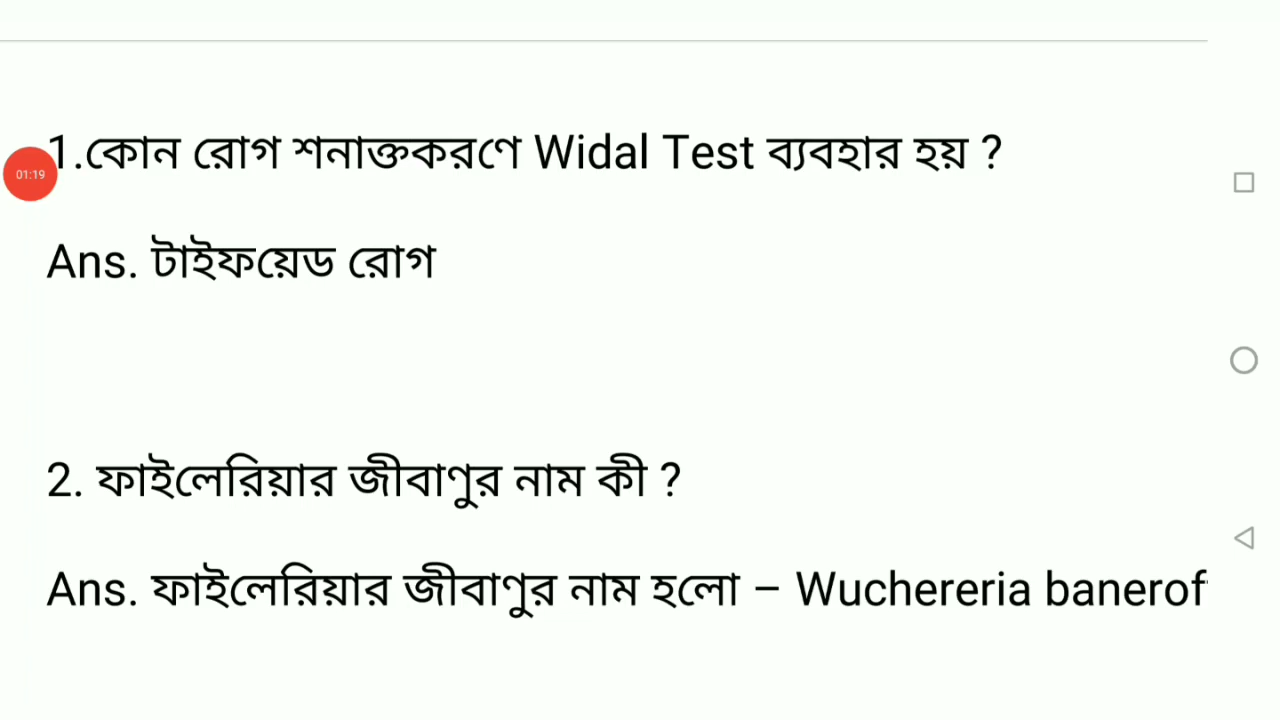 1.কোন রোগ শনাক্তকরণে Widal Test ব্যবহার হয় ?
01:19
Ans. টাইফয়েড রোগ
2. ফাইলেরিয়ার জীবাণুর নাম কী ?
Ans. ফাইলেরিয়ার জীবাণুর নাম হলো – Wuchereria banerof